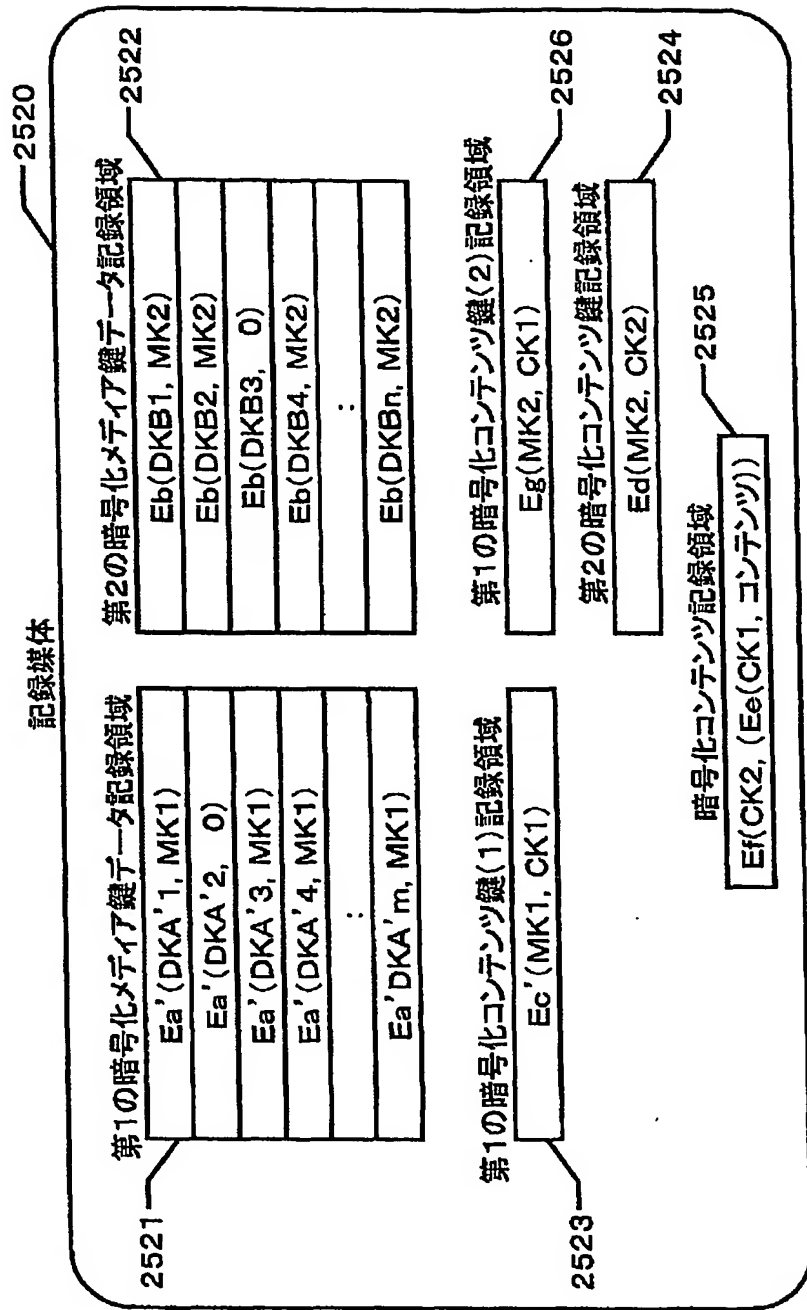 記録媒体
2520
第1の暗号化メディア鍵データ記録領域
2521
Ea'(DKA'1, MK1)
Ea'(DKA'2, 0)
Ea'(DKA'3, MK1)
Ea'(DKA'4, MK1)
:
Ea'DKA'm, MK1)
第2の暗号化メディア鍵データ記録領域
2522
Eb(DKB1, MK2)
Eb(DKB2, MK2)
Eb(DKB3, 0)
Eb(DKB4, MK2)
:
Eb(DKBn, MK2)
第1の暗号化コンテンツ鍵(1)記録領域
2523
Ec'(MK1, CK1)
第1の暗号化コンテンツ鍵(2)記録領域
2526
Eg(MK2, CK1)
第2の暗号化コンテンツ鍵記録領域
2524
Ed(MK2, CK2)
暗号化コンテンツ記録領域
2525
Ef(CK2, (Ee(CK1, コンテンツ))